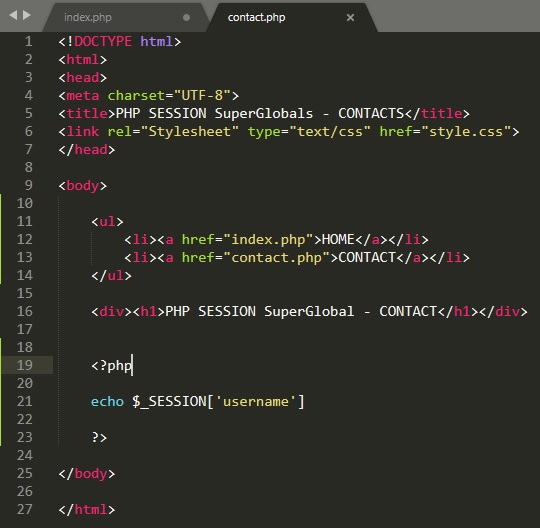 index.php
contact.php
1 <!DOCTYPE html>
2 <html>
3 <head>
4 <meta charset="UTF-8">
5 <title>PHP SESSION SuperGlobals - CONTACTS</title>
6 <link rel="Stylesheet" type="text/css" href="style.css">
7 </head>
8
9 <body>
10
11 <ul>
12 <li><a href="index.php">HOME</a></li>
13 <li><a href="contact.php">CONTACT</a></li>
14 </ul>
15
16 <div><h1>PHP SESSION SuperGlobal - CONTACT</h1></div>
17
18
19 <?php
20
21 echo $_SESSION['username']
22
23 ?>
24
25 </body>
26
27 </html>